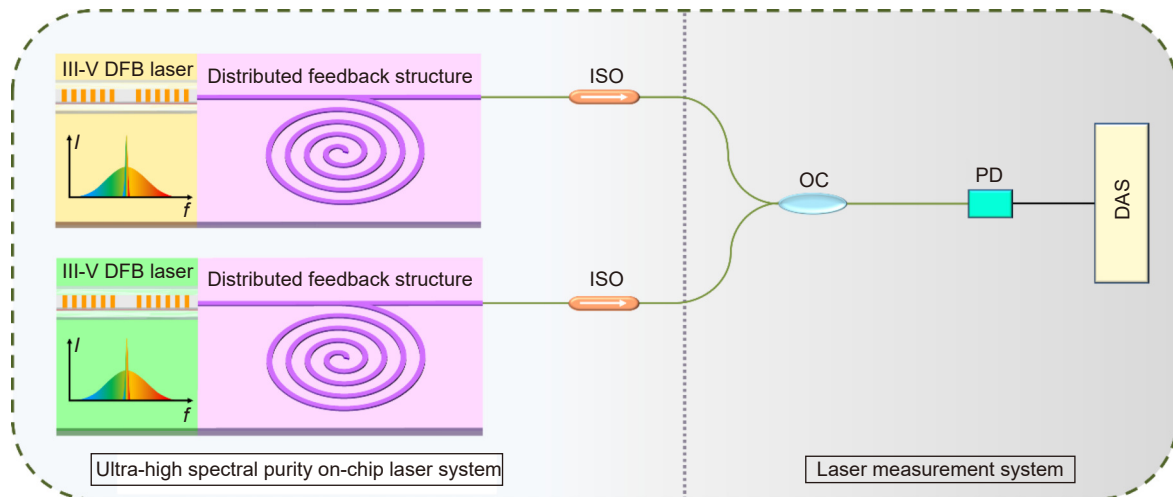 III-V DFB laser
Distributed feedback structure
ISO
I
f
OC
PD
DAS
III-V DFB laser
Distributed feedback structure
ISO
I
f
Ultra-high spectral purity on-chip laser system
Laser measurement system